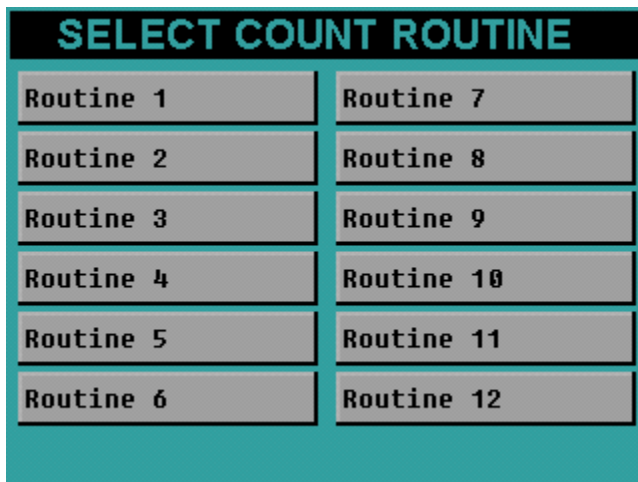 SELECT COUNT ROUTINE
Routine 1
Routine 2
Routine 3
Routine 4
Routine 5
Routine 6
Routine 7
Routine 8
Routine 9
Routine 10
Routine 11
Routine 12